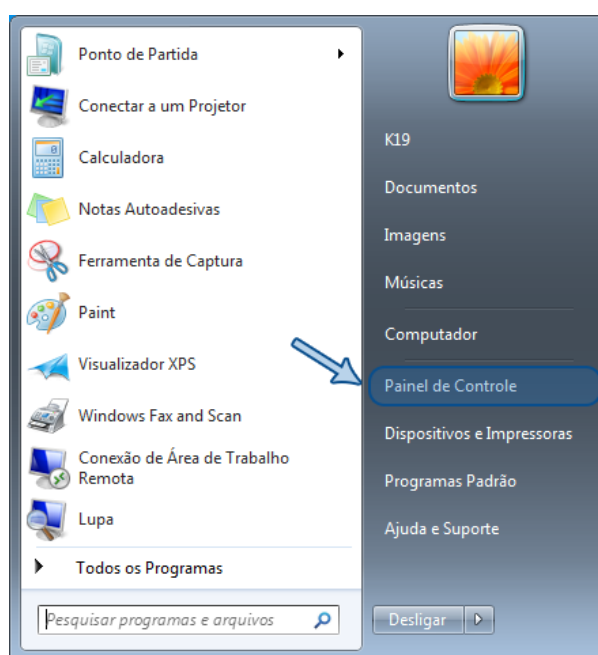 Ponto de Partida
Conectar a um Projetor
Calculadora
Notas Autoadesivas
Ferramenta de Captura
Paint
Visualizador XPS
Windows Fax and Scan
Conexão de Área de Trabalho
Remota
Lupa
Todos os Programas
Pesquisar programas e arquivos
K19
Documentos
Imagens
Músicas
Computador
Painel de Controle
Dispositivos e Impressoras
Programas Padrão
Ajuda e Suporte
Desligar